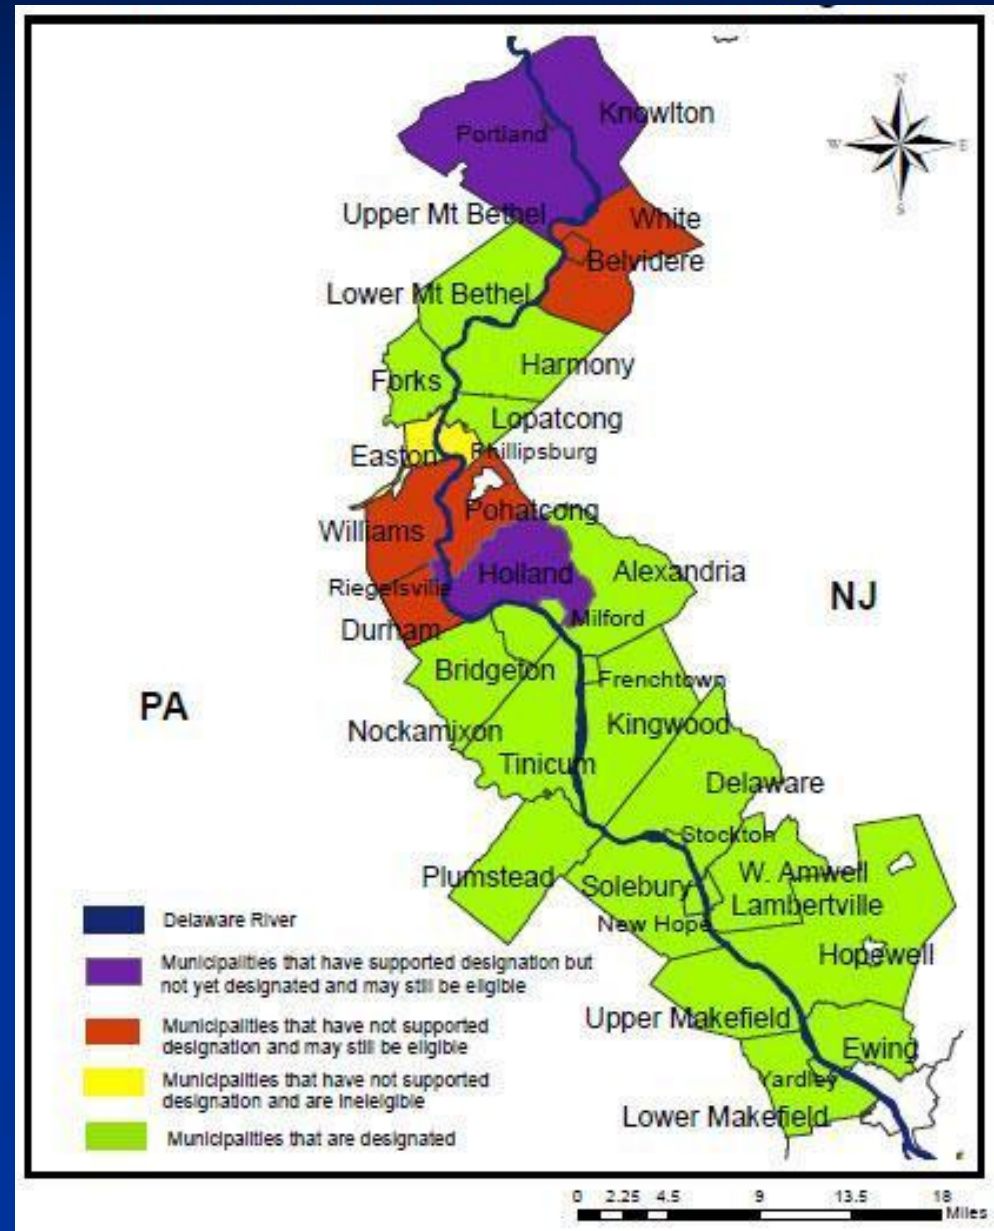 N
W E
S
Knowlton
Portland
Upper Mt Bethel
White
Belvidere
Lower Mt Bethel
Harmony
Forks
Lopatcong
Easton
Phillipsburg
Pohatcong
Williams
Holland
Alexandria
Riegelsville
NJ
Milford
Durham
Bridgeton
Frenchtown
PA
Kingwood
Nockamixon
Tinicum
Delaware
Stockton
Plumstead
Solebury
W. Amwell
Lambertville
New Hope
Hopewell
Upper Makefield
Ewing
Yardley
Lower Makefield
Delaware River
Municipalities that have supported designation but
not yet designated and may still be eligible
Municipalities that have not supported
designation and may still be eligible
Municipalities that have not supported
designation and are ineleigible
Municipalities that are designated
0 2.25 4.5 9 13.5 18
Miles